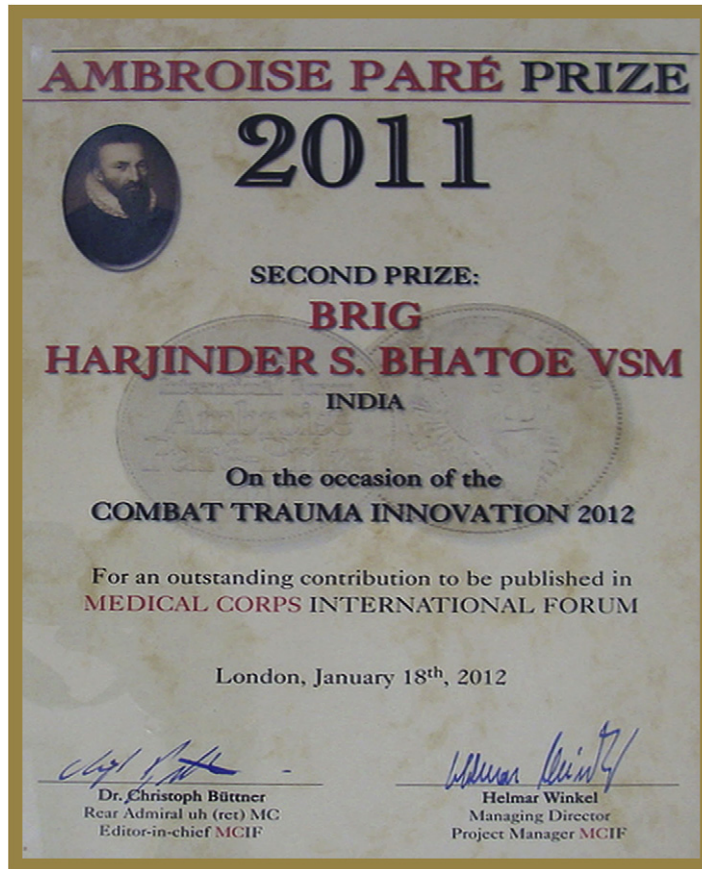 AMBROISE PARÉ PRIZE
2011
SECOND PRIZE:
BRIG
HARJINDER S. BHATOE VSM
INDIA
On the occasion of the
COMBAT TRAUMA INNOVATION 2012
For an outstanding contribution to be published in
MEDICAL CORPS INTERNATIONAL FORUM
London, January 18th, 2012
Dr. Christoph Büttner
Rear Admiral uh (ret) MC
Editor-in-chief MCIF
Helmar Winkel
Managing Director
Project Manager MCIF